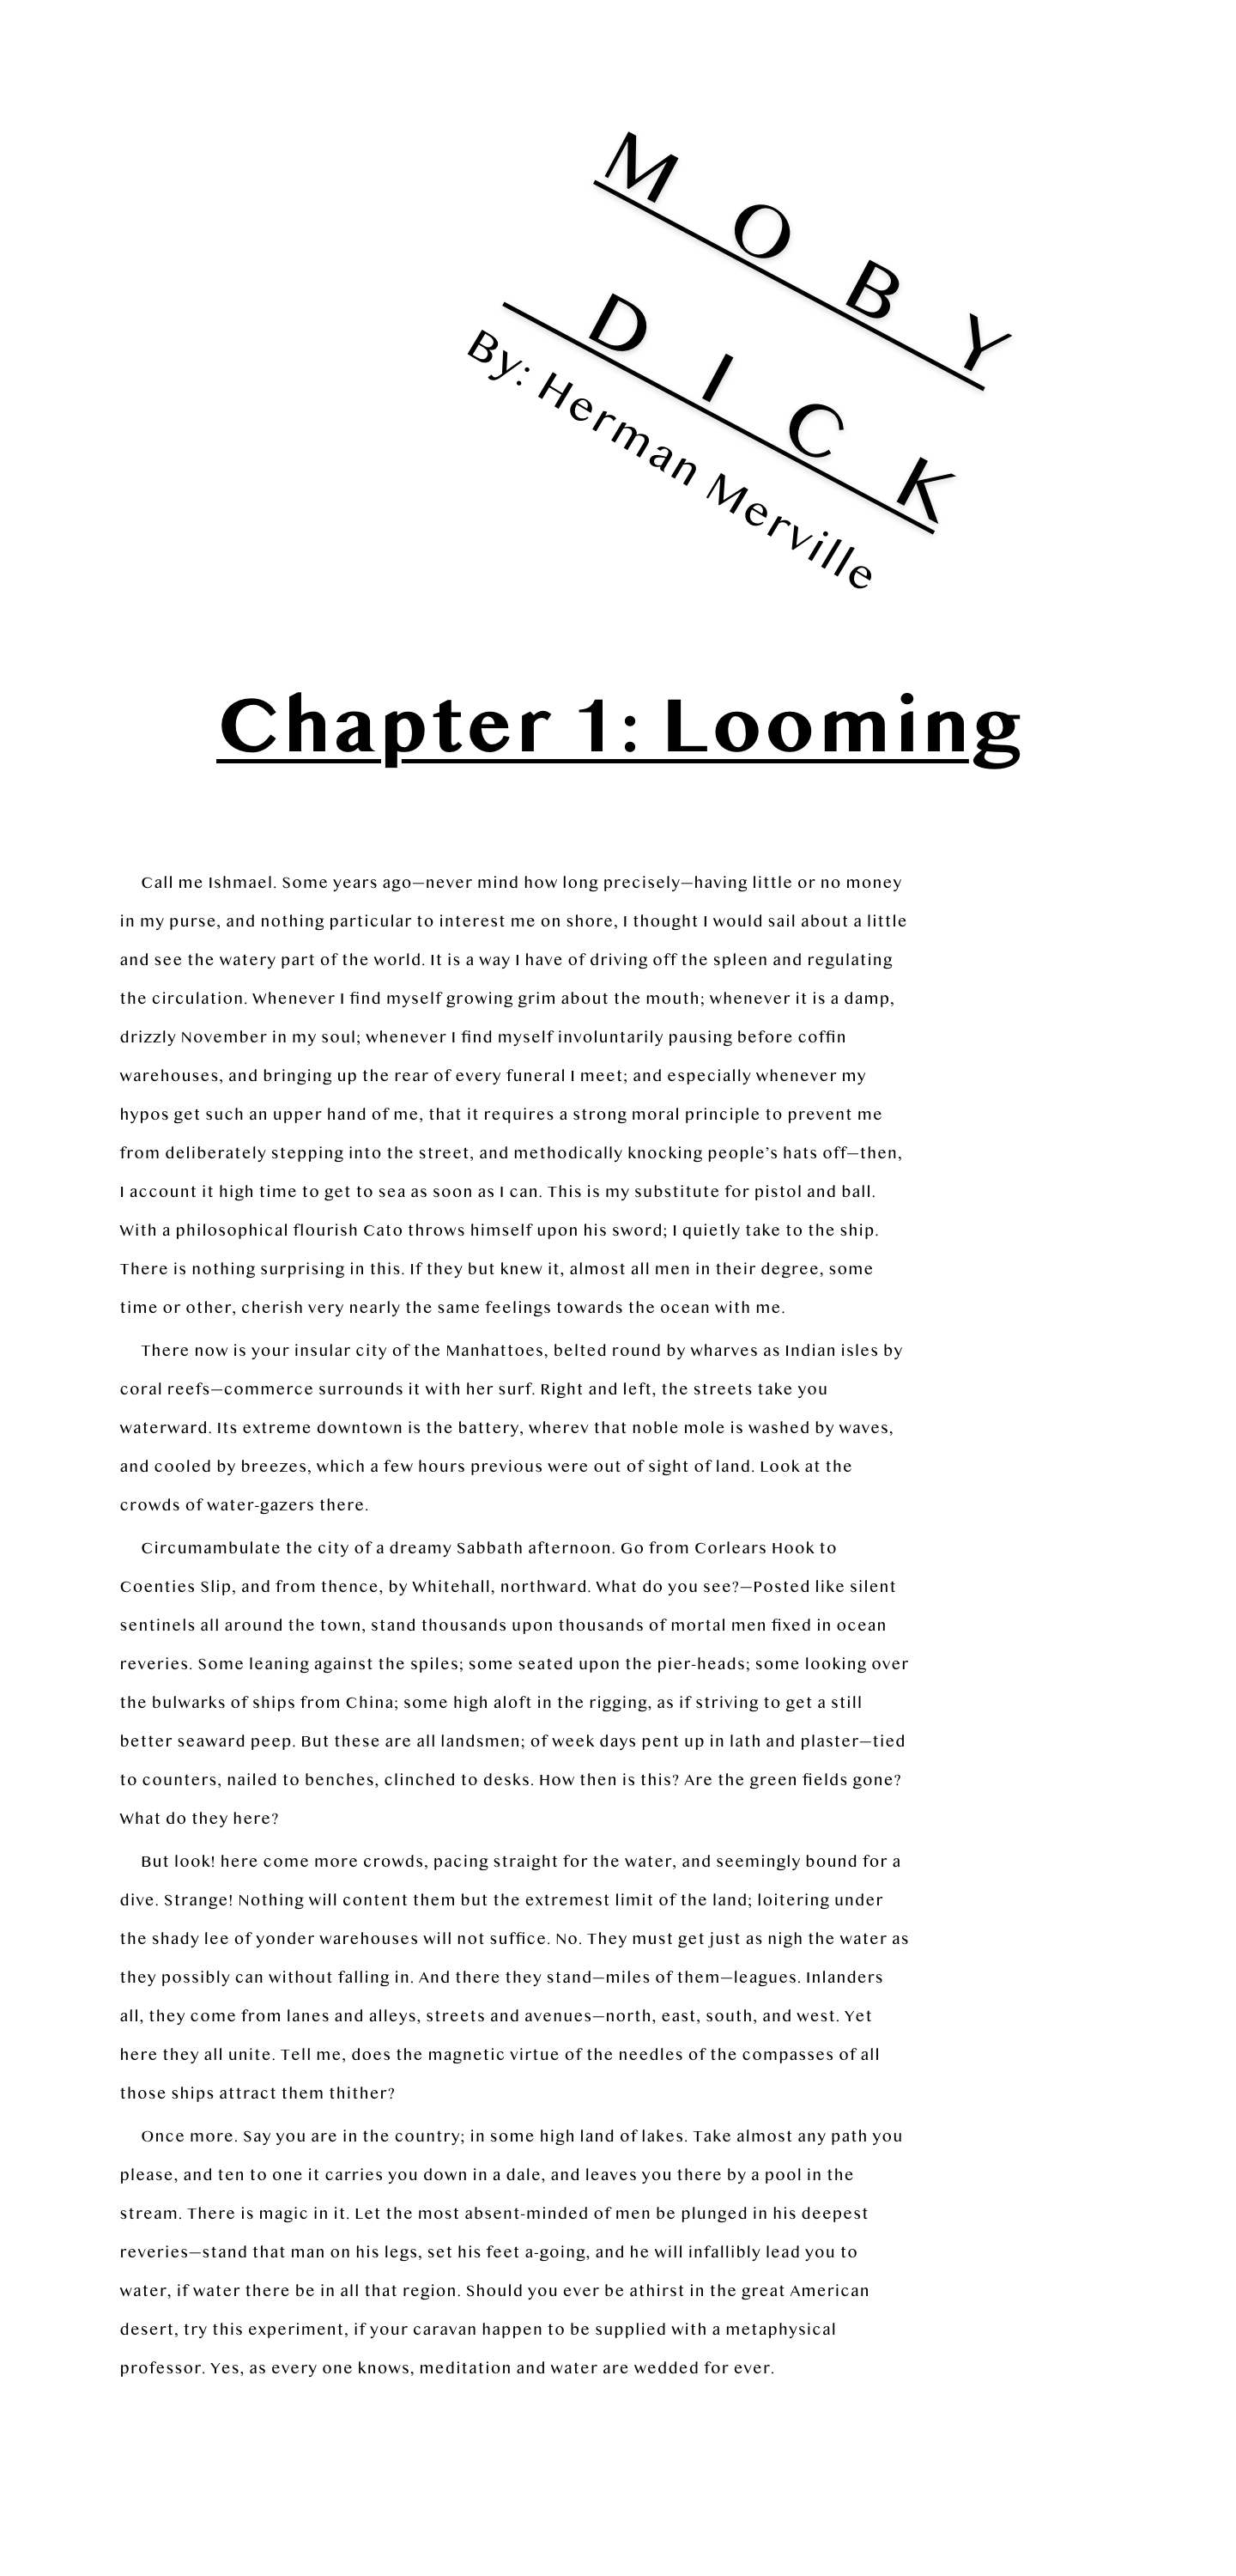 MOBY
DICK
By: Herman Merville
Chapter 1: Looming
Call me Ishmael. Some years ago—never mind how long precisely—having little or no money
in my purse, and nothing particular to interest me on shore, I thought I would sail about a little
and see the watery part of the world. It is a way I have of driving off the spleen and regulating
the circulation. Whenever I find myself growing grim about the mouth; whenever it is a damp,
drizzly November in my soul; whenever I find myself involuntarily pausing before coffin
warehouses, and bringing up the rear of every funeral I meet; and especially whenever my
hypos get such an upper hand of me, that it requires a strong moral principle to prevent me
from deliberately stepping into the street, and methodically knocking people’s hats off—then,
I account it high time to get to sea as soon as I can. This is my substitute for pistol and ball.
With a philosophical flourish Cato throws himself upon his sword; I quietly take to the ship.
There is nothing surprising in this. If they but knew it, almost all men in their degree, some
time or other, cherish very nearly the same feelings towards the ocean with me.
There now is your insular city of the Manhattoes, belted round by wharves as Indian isles by
coral reefs—commerce surrounds it with her surf. Right and left, the streets take you
waterward. Its extreme downtown is the battery, wherev that noble mole is washed by waves,
and cooled by breezes, which a few hours previous were out of sight of land. Look at the
crowds of water-gazers there.
Circumambulate the city of a dreamy Sabbath afternoon. Go from Corlears Hook to
Coenties Slip, and from thence, by Whitehall, northward. What do you see?—Posted like silent
sentinels all around the town, stand thousands upon thousands of mortal men fixed in ocean
reveries. Some leaning against the spiles; some seated upon the pier-heads; some looking over
the bulwarks of ships from China; some high aloft in the rigging, as if striving to get a still
better seaward peep. But these are all landsmen; of week days pent up in lath and plaster—tied
to counters, nailed to benches, clinched to desks. How then is this? Are the green fields gone?
What do they here?
But look! here come more crowds, pacing straight for the water, and seemingly bound for a
dive. Strange! Nothing will content them but the extremest limit of the land; loitering under
the shady lee of yonder warehouses will not suffice. No. They must get just as nigh the water as
they possibly can without falling in. And there they stand—miles of them—leagues. Inlanders
all, they come from lanes and alleys, streets and avenues—north, east, south, and west. Yet
here they all unite. Tell me, does the magnetic virtue of the needles of the compasses of all
those ships attract them thither?
Once more. Say you are in the country; in some high land of lakes. Take almost any path you
please, and ten to one it carries you down in a dale, and leaves you there by a pool in the
stream. There is magic in it. Let the most absent-minded of men be plunged in his deepest
reveries—stand that man on his legs, set his feet a-going, and he will infallibly lead you to
water, if water there be in all that region. Should you ever be athirst in the great American
desert, try this experiment, if your caravan happen to be supplied with a metaphysical
professor. Yes, as every one knows, meditation and water are wedded for ever.